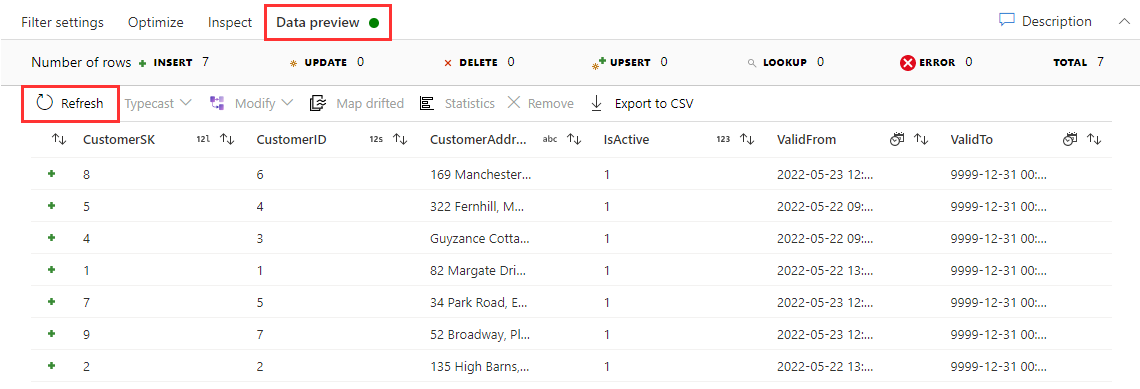 Filter settings Optimize Inspect Data preview Description
Number of rows INSERT 7 UPDATE 0 DELETE 0 UPSERT 0 LOOKUP 0 ERROR 0 TOTAL 7
Refresh Typecast Modify Map drifted Statistics Remove Export to CSV
CustomerSK 12l CustomerID 12s CustomerAddr... abc IsActive 123 ValidFrom ValidTo
8 6 169 Manchester... 1 2022-05-23 12:... 9999-12-31 00:...
5 4 322 Fernhill, M... 1 2022-05-22 09:... 9999-12-31 00:...
4 3 Guyzance Cotta... 1 2022-05-22 09:... 9999-12-31 00:...
1 1 82 Margate Dri... 1 2022-05-22 13:... 9999-12-31 00:...
7 5 34 Park Road, E... 1 2022-05-23 12:... 9999-12-31 00:...
9 7 52 Broadway, Pl... 1 2022-05-23 12:... 9999-12-31 00:...
2 2 135 High Barns,... 1 2022-05-22 13:... 9999-12-31 00:...